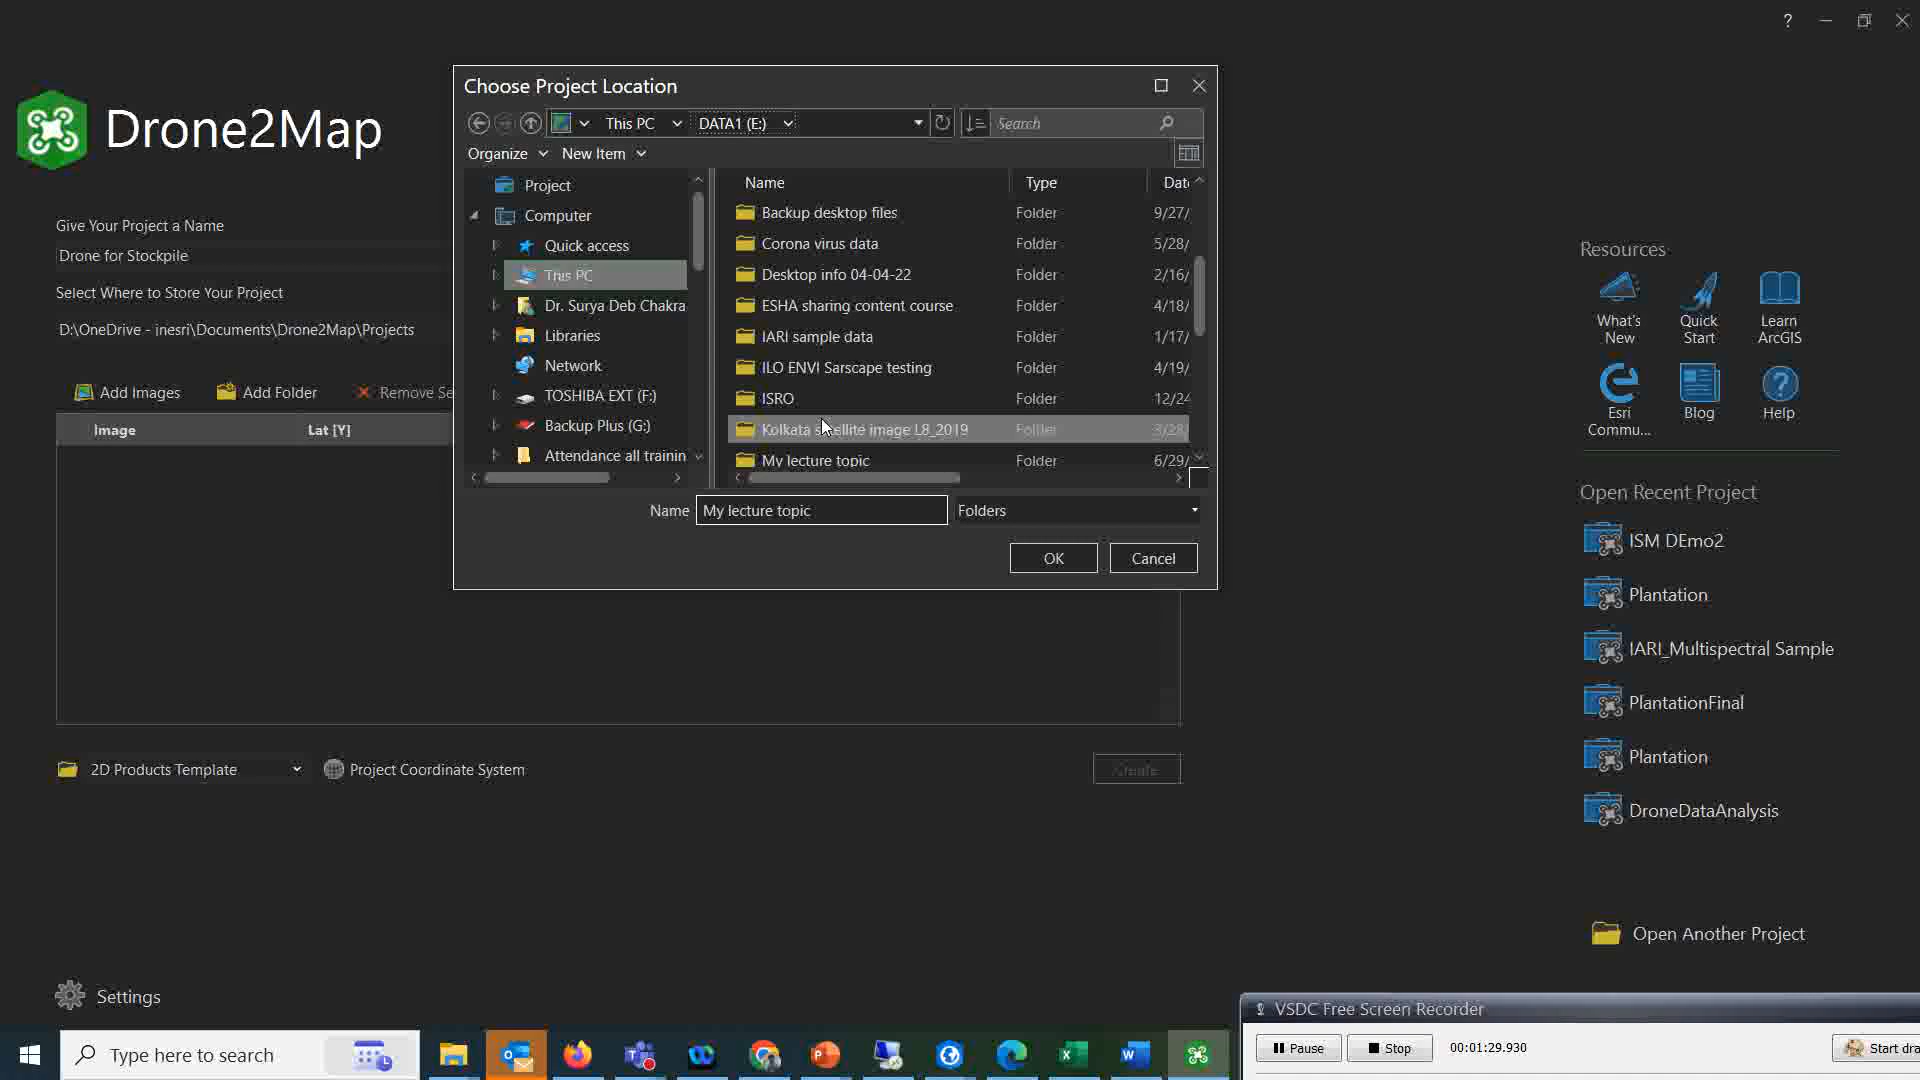 ?
Drone2Map
Give Your Project a Name
Drone for Stockpile
Select Where to Store Your Project
D:\OneDrive - inesri\Documents\Drone2Map\Projects
Add Images
Add Folder
Remove Se
Image
Lat [Y]
2D Products Template
Project Coordinate System
Create
Settings
Choose Project Location
This PC
DATA1 (E:)
Search
Organize
New Item
Project
Computer
Quick access
This PC
Dr. Surya Deb Chakra
Libraries
Network
TOSHIBA EXT (F:)
Backup Plus (G:)
Attendance all trainin
Name Type Dat
Backup desktop files Folder 9/27/
Corona virus data Folder 5/28/
Desktop info 04-04-22 Folder 2/16/
ESHA sharing content course Folder 4/18/
IARI sample data Folder 1/17/
ILO ENVI Sarscape testing Folder 4/19/
ISRO Folder 12/24
Kolkata satellite image L8_2019 Folder 3/28/
My lecture topic Folder 6/29/
Name My lecture topic Folders
OK Cancel
Resources
What's New
Quick Start
Learn ArcGIS
Esri Commu...
Blog
Help
Open Recent Project
ISM DEmo2
Plantation
IARI_Multispectral Sample
PlantationFinal
Plantation
DroneDataAnalysis
Open Another Project
VSDC Free Screen Recorder
Pause Stop 00:01:29.930 Start dra
Type here to search